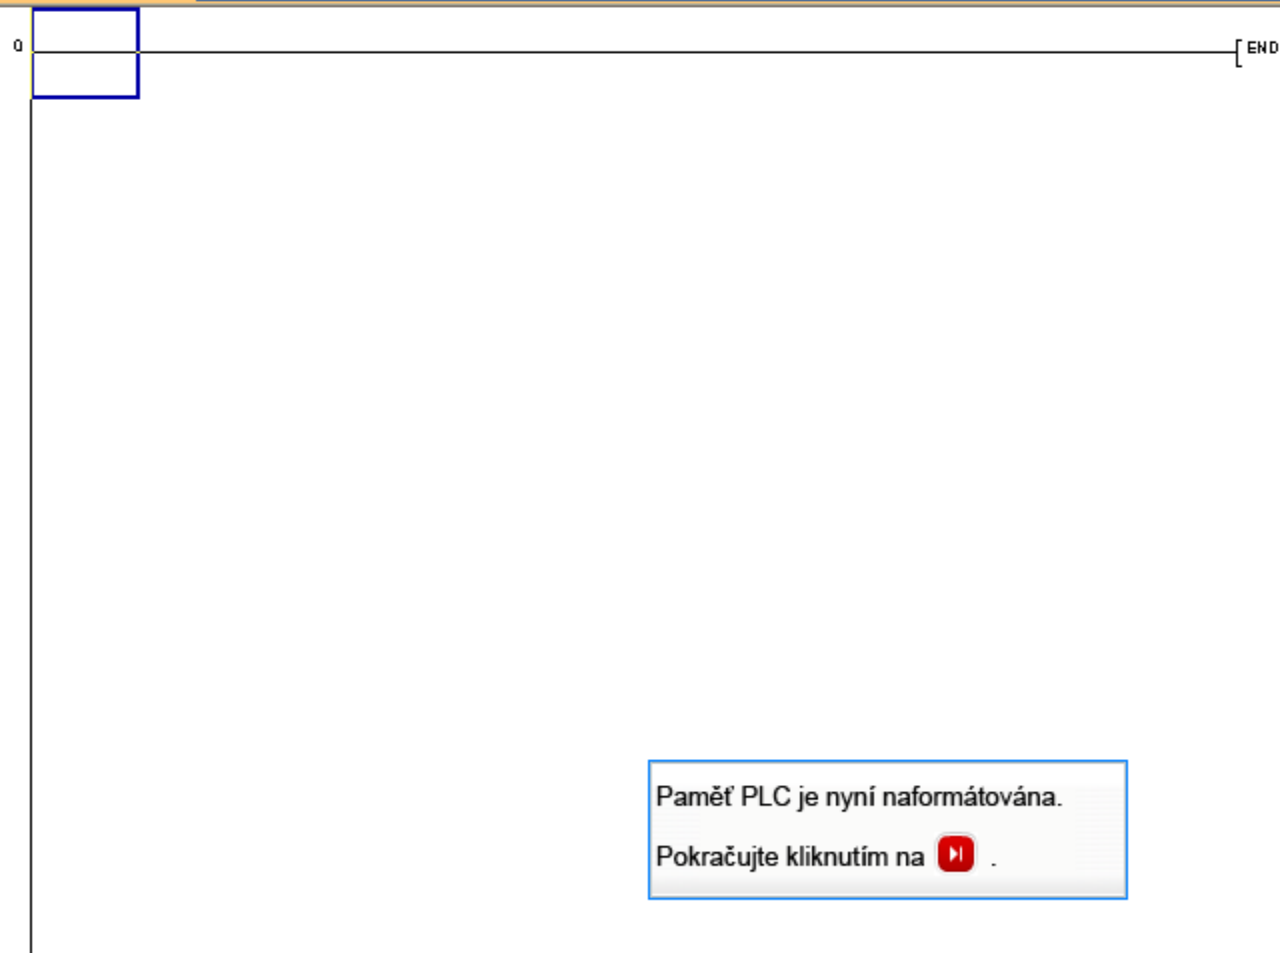 0
[ END
Paměť PLC je nyní naformátována.
Pokračujte kliknutím na .